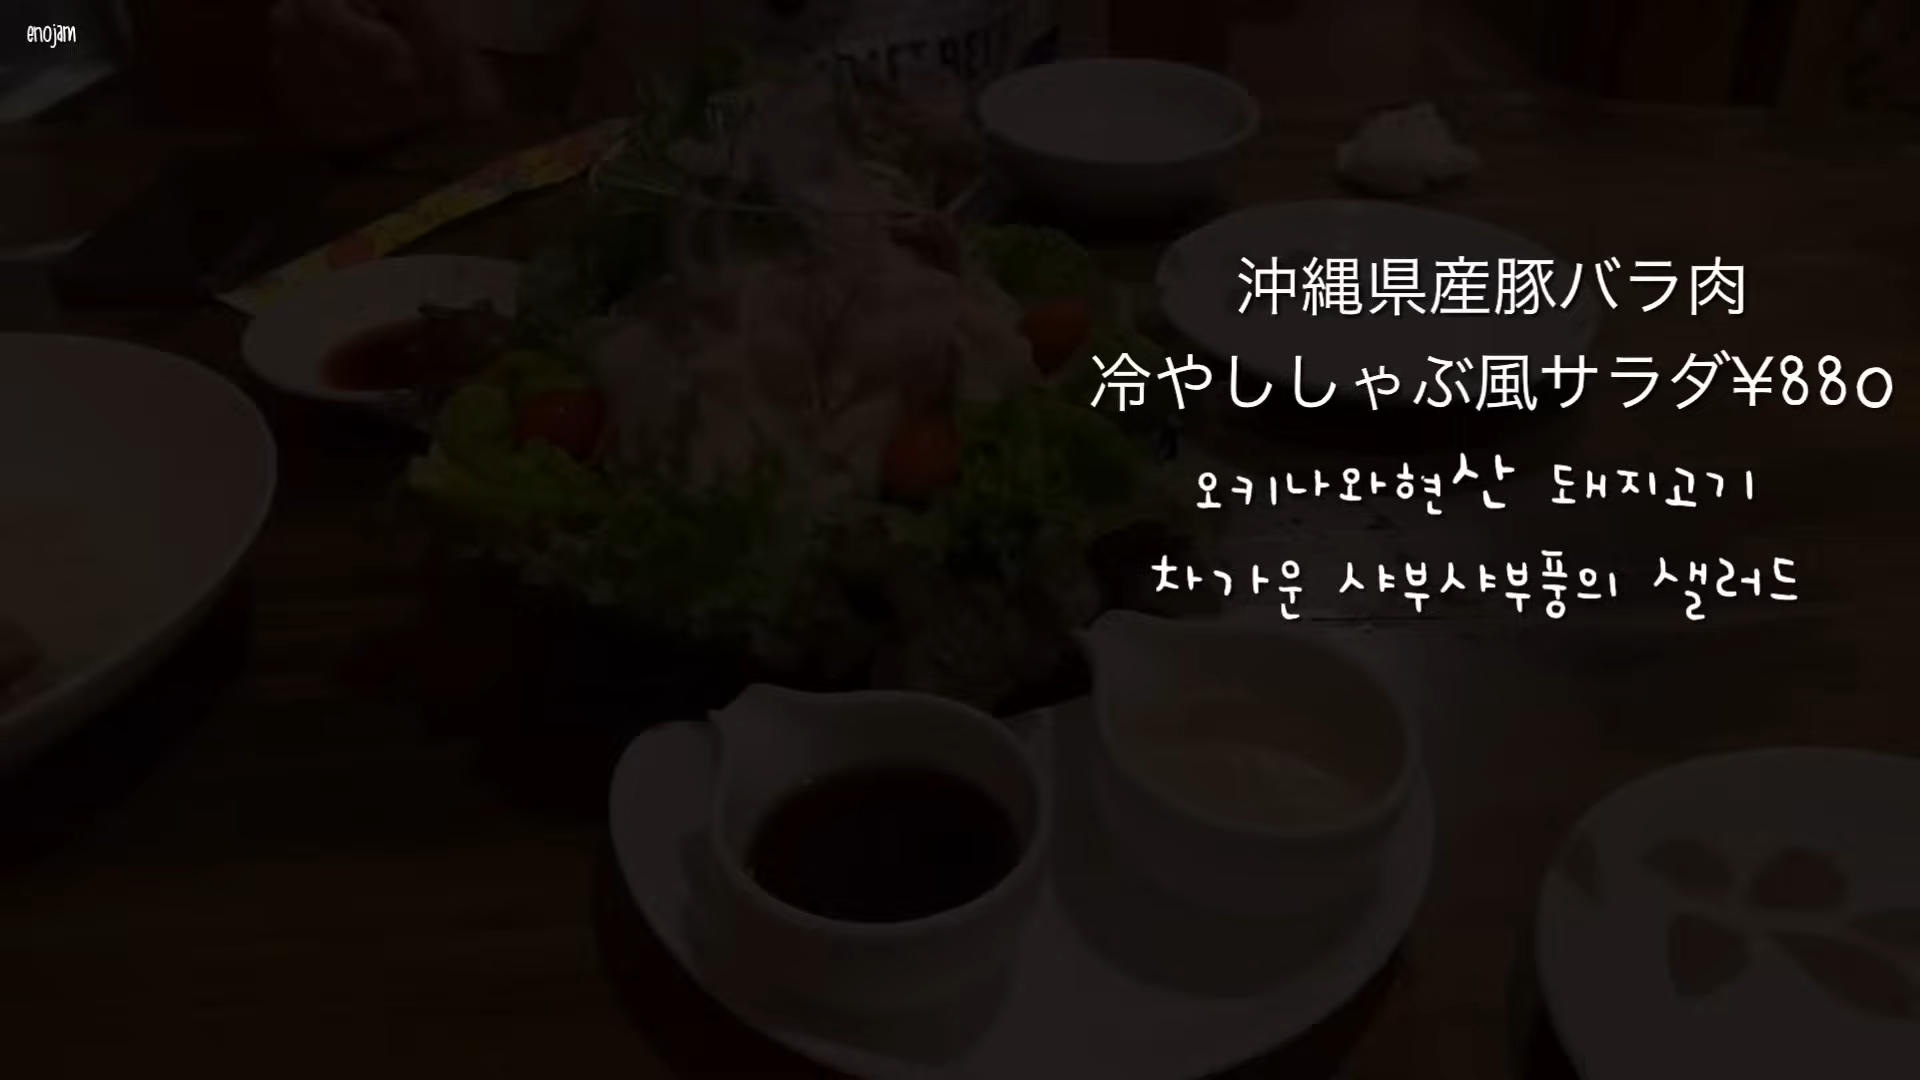 enojam
沖縄県産豚バラ肉
冷やししゃぶ風サラダ¥880
오키나와현산 돼지고기
차가운 샤부샤부풍의 샐러드